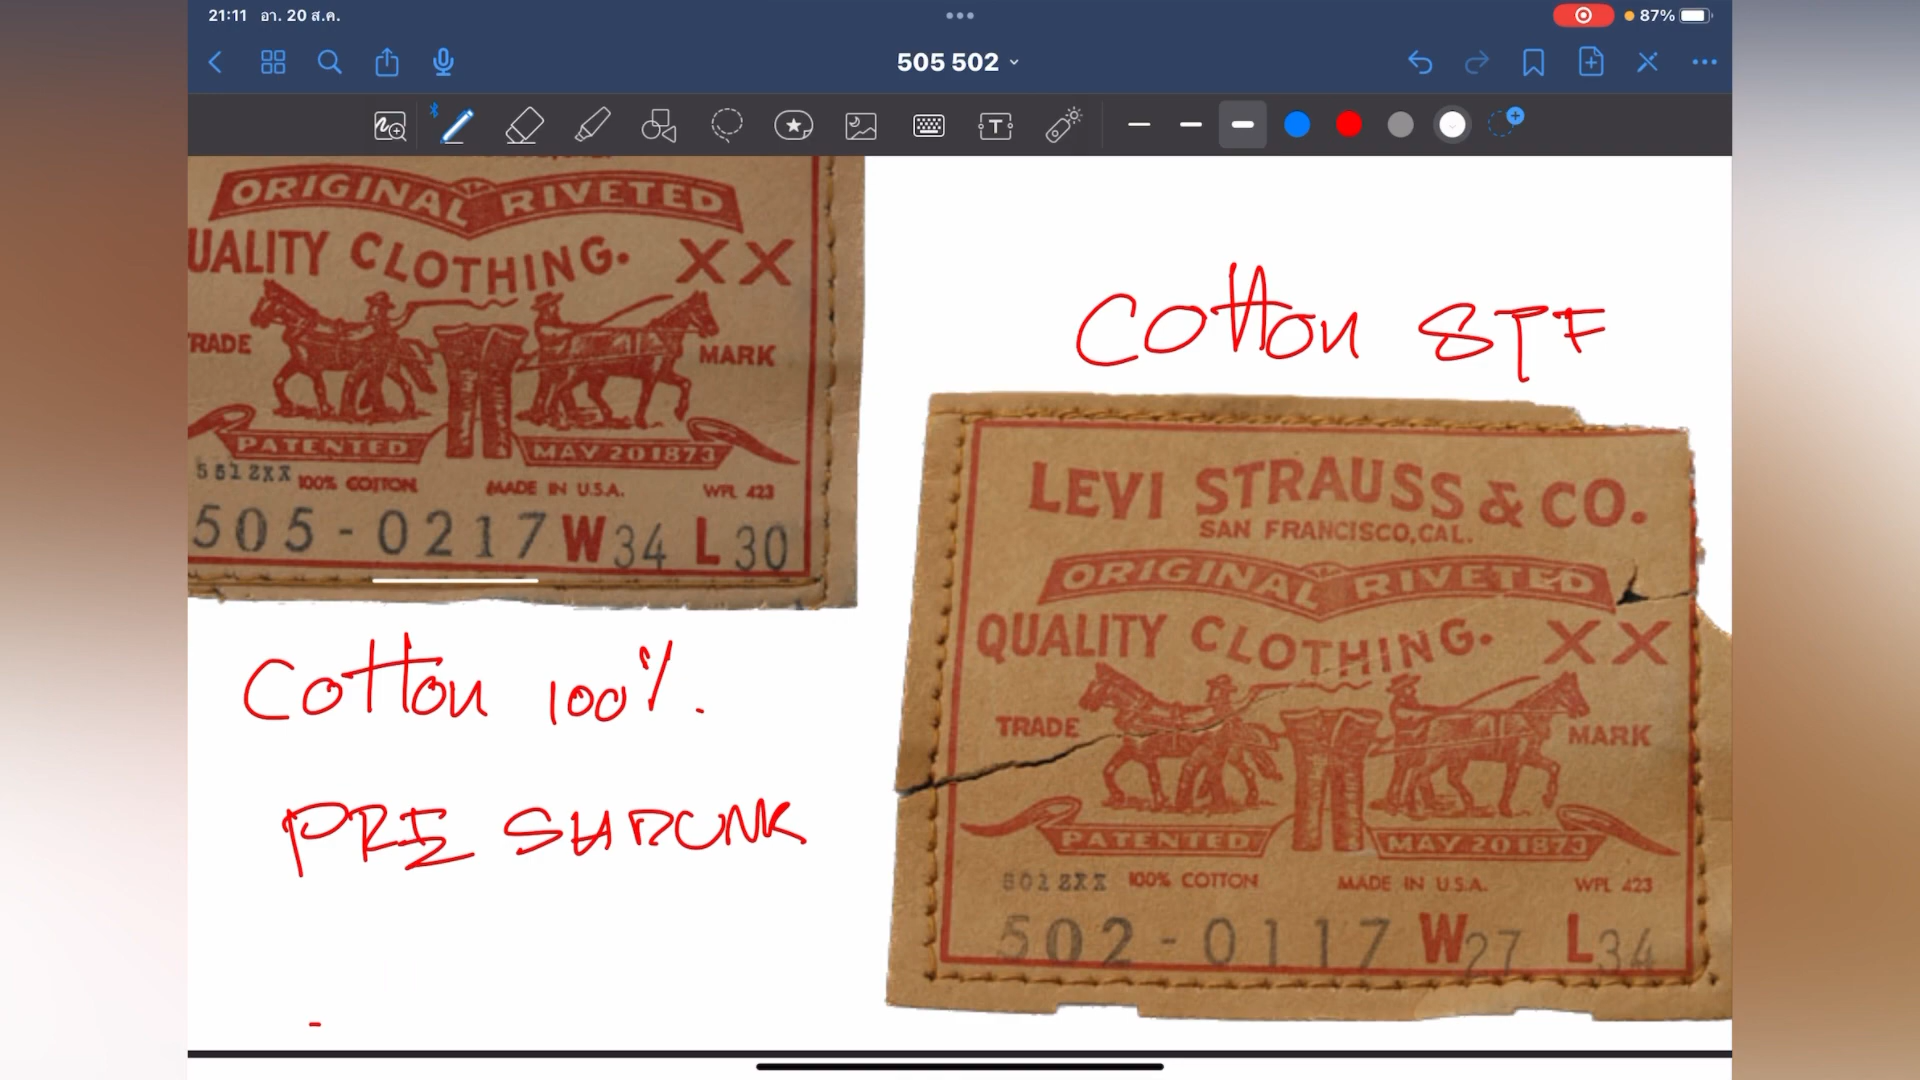 21:11 อา. 20 ส.ค.
87%
505 502
ORIGINAL RIVETED
UALITY CLOTHING. XX
RADE MARK
PATENTED MAY 20 1873
100% COTTON MADE IN U.S.A. WPL 423
505-0217 W34 L30
Cotton 100%.
PRE SHRUNK
Cotton STF
LEVI STRAUSS & CO.
SAN FRANCISCO, CAL.
ORIGINAL RIVETED
QUALITY CLOTHING. XX
TRADE MARK
PATENTED MAY 20 1873
100% COTTON MADE IN U.S.A. WPL 423
502-0117 W27 L34